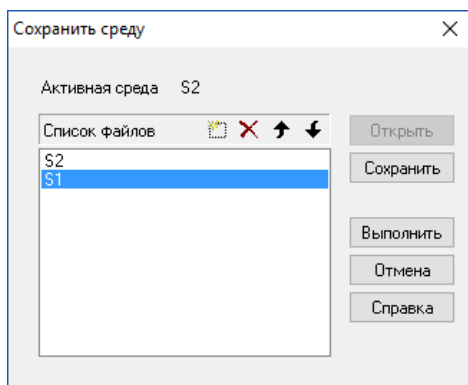 Сохранить среду
Активная среда S2
Список файлов
Открыть
S2
S1
Сохранить
Выполнить
Отмена
Справка